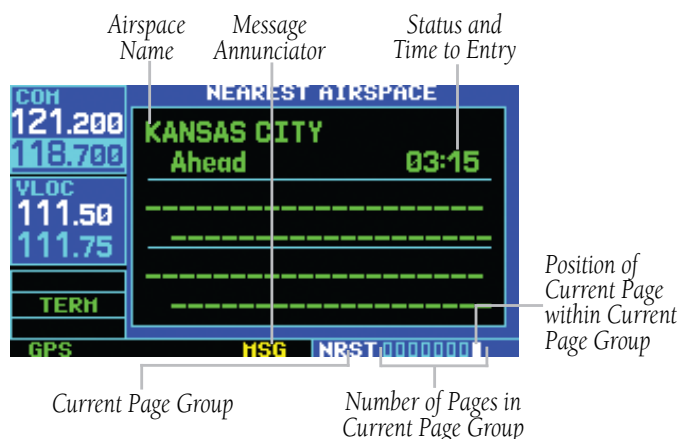 Airspace
Name
Message
Annunciator
Status and
Time to Entry
COM
121.200
118.700
VLOC
111.50
111.75
TERM
GPS
NEAREST AIRSPACE
KANSAS CITY
Ahead 03:15
MSG
NRST
Position of
Current Page
within Current
Page Group
Current Page Group
Number of Pages in
Current Page Group